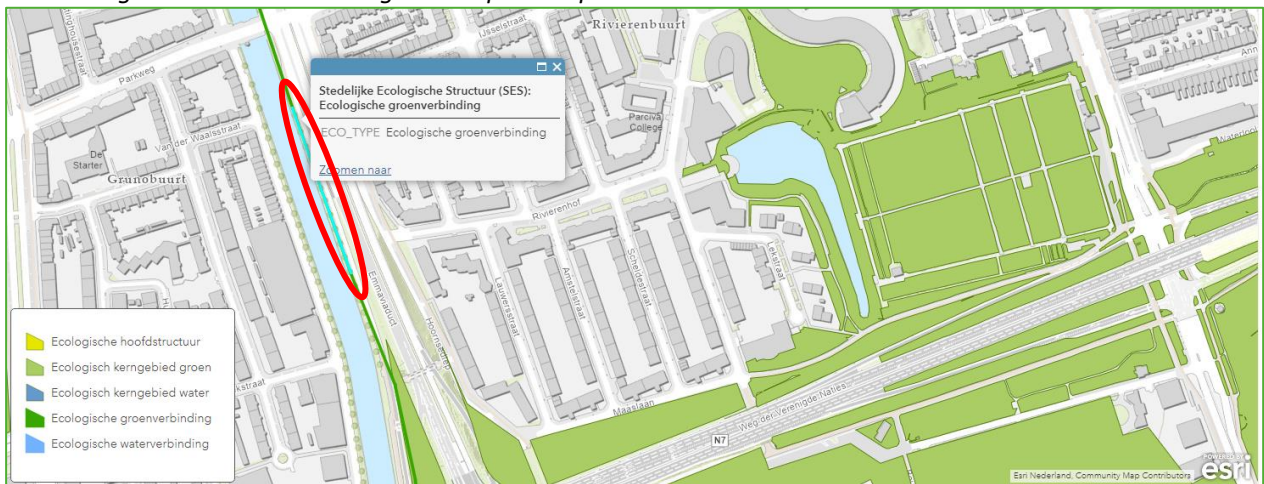 Rivierenbuurt
IJsselstraat
Parkweg
Van der Waalsstraat
De
Starter
Grunobuurt
Stedelijke Ecologische Structuur (SES):
Ecologische groenverbinding
ECO_TYPE Ecologische groenverbinding
Zoomen naar
Parcival
College
Rivierenhof
Lekstraat
Scheldestraat
Amstelstraat
Lauwersstraat
Emmaviaduct
Hoornsediep
Maaslaan
Weg der Verenigde Naties
N7
Ecologische hoofdstructuur
Ecologisch kerngebied groen
Ecologisch kerngebied water
Ecologische groenverbinding
Ecologische waterverbinding
kstraat
Esri Nederland, Community Map Contributors
POWERED BY
esri